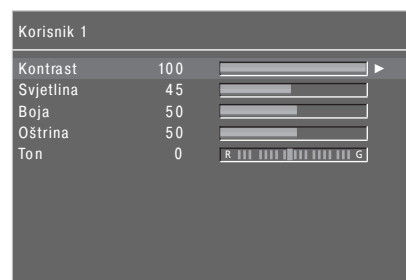 Korisnik 1
Kontrast 100
Svjetlina 45
Boja 50
Oštrina 50
Ton 0 R G